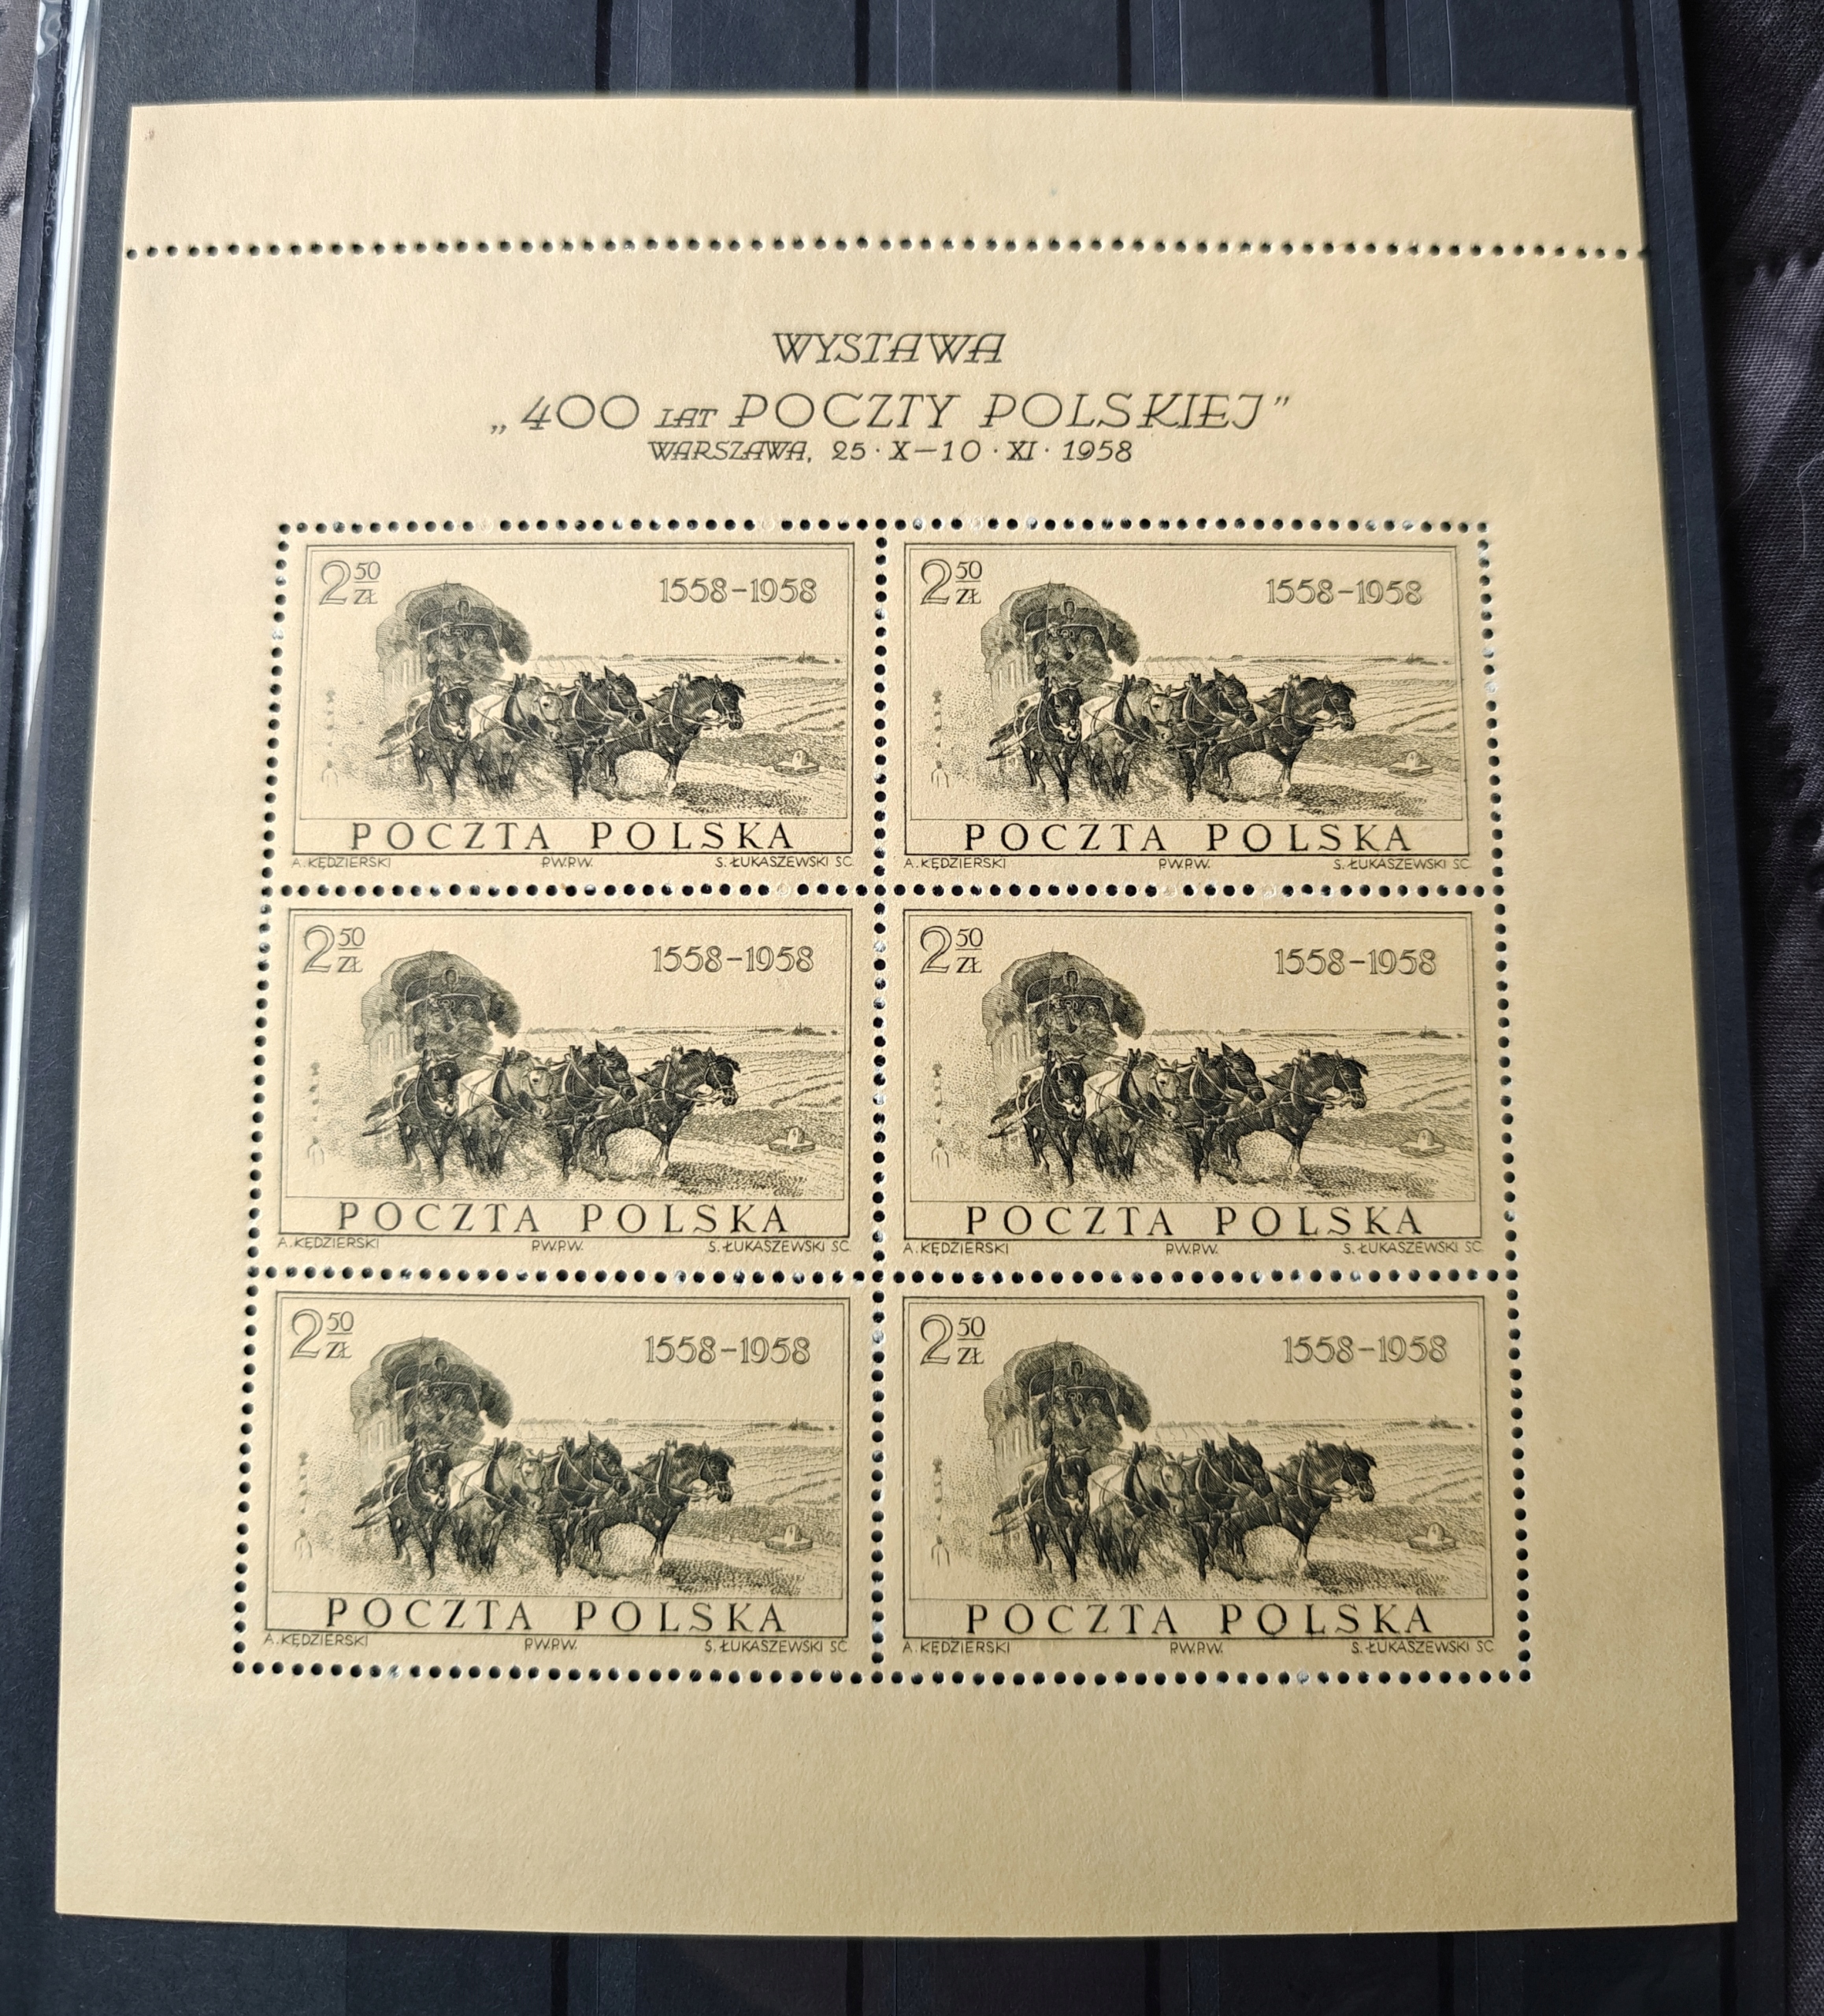 WYSTAWA
„400 LAT POCZTY POLSKIEJ”
WARSZAWA, 25·X–10·XI·1958
2 50 ZŁ 1558–1958
POCZTA POLSKA
A. KĘDZIERSKI P.W.P.W. S. ŁUKASZEWSKI SC.
2 50 ZŁ 1558–1958
POCZTA POLSKA
A. KĘDZIERSKI P.W.P.W. S. ŁUKASZEWSKI SC.
2 50 ZŁ 1558–1958
POCZTA POLSKA
A. KĘDZIERSKI P.W.P.W. S. ŁUKASZEWSKI SC.
2 50 ZŁ 1558–1958
POCZTA POLSKA
A. KĘDZIERSKI P.W.P.W. S. ŁUKASZEWSKI SC.
2 50 ZŁ 1558–1958
POCZTA POLSKA
A. KĘDZIERSKI P.W.P.W. S. ŁUKASZEWSKI SC.
2 50 ZŁ 1558–1958
POCZTA POLSKA
A. KĘDZIERSKI P.W.P.W. S. ŁUKASZEWSKI SC.